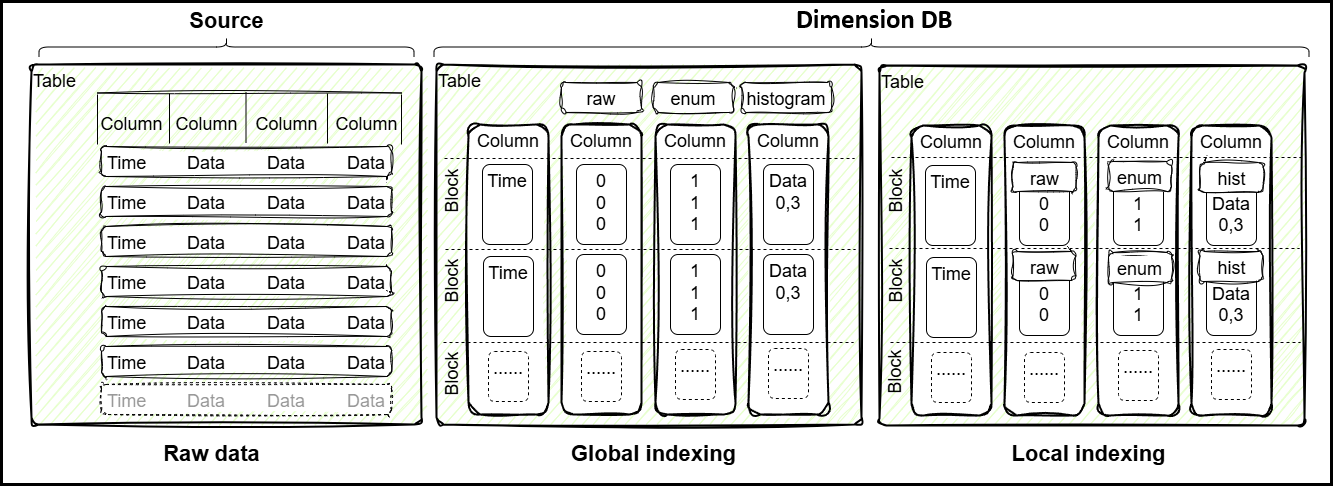 Source
Dimension DB
Table
Column Column Column Column
Time Data Data Data
Time Data Data Data
Time Data Data Data
Time Data Data Data
Time Data Data Data
Time Data Data Data
Time Data Data Data
Raw data
Table
raw enum histogram
Column Column Column Column
Block
Time 0 1 Data
0 1 0,3
0 1
Block
Time 0 1 Data
0 1 0,3
0 1
Block
...... ...... ...... ......
Global indexing
Table
Column Column Column Column
Block
Time raw enum hist
0 1 Data
0 1 0,3
Block
Time raw enum hist
0 1 Data
0 1 0,3
Block
...... ...... ...... ......
Local indexing